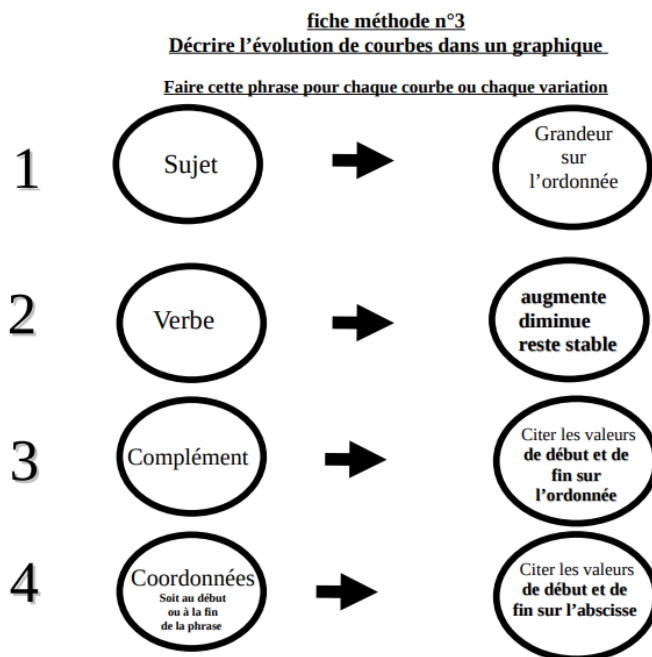 fiche méthode n°3
Décrire l'évolution de courbes dans un graphique
Faire cette phrase pour chaque courbe ou chaque variation
1
Sujet
Grandeur
sur
l'ordonnée
2
Verbe
augmente
diminue
reste stable
3
Complément
Citer les valeurs
de début et de
fin sur
l'ordonnée
4
Coordonnées
Soit au début
ou à la fin
de la phrase
Citer les valeurs
de début et de
fin sur l'abscisse